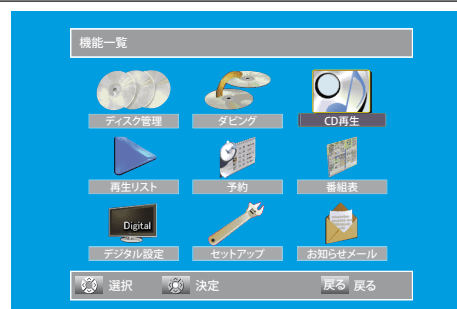 機能一覧
ディスク管理 ダビング CD再生
再生リスト 予約 番組表
Digital
デジタル設定 セットアップ お知らせメール
選択 決定 戻る 戻る